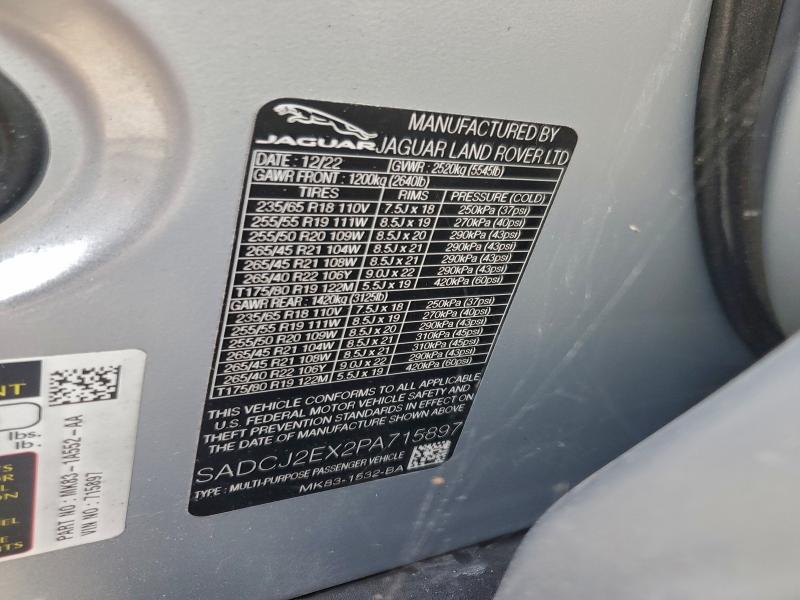 JAGUAR
MANUFACTURED BY
JAGUAR LAND ROVER LTD
DATE : 12/22 GVWR : 2520kg (5545lb)
GAWR FRONT : 1200kg (2640lb)
TIRES RIMS PRESSURE (COLD)
235/65 R18 110V 7.5J x 18 250kPa (37psi)
255/55 R19 111W 8.5J x 19 270kPa (40psi)
255/50 R20 109W 8.5J x 20 290kPa (43psi)
265/45 R21 104W 8.5J x 21 290kPa (43psi)
265/45 R21 108W 8.5J x 21 290kPa (43psi)
265/40 R22 106Y 9.0J x 22 290kPa (43psi)
T175/80 R19 122M 5.5J x 19 420kPa (60psi)
GAWR REAR : 1420kg (3125lb)
235/65 R18 110V 7.5J x 18 250kPa (37psi)
255/55 R19 111W 8.5J x 19 270kPa (40psi)
255/50 R20 109W 8.5J x 20 290kPa (43psi)
265/45 R21 104W 8.5J x 21 310kPa (45psi)
265/45 R21 108W 8.5J x 21 310kPa (45psi)
265/40 R22 106Y 9.0J x 22 290kPa (43psi)
T175/80 R19 122M 5.5J x 19 420kPa (60psi)
THIS VEHICLE CONFORMS TO ALL APPLICABLE
U.S. FEDERAL MOTOR VEHICLE SAFETY AND
THEFT PREVENTION STANDARDS IN EFFECT ON
THE DATE OF MANUFACTURE SHOWN ABOVE
SADCJ2EX2PA715897
TYPE : MULTI-PURPOSE PASSENGER VEHICLE
MK83-1532-BA
NT
lbs.
lb.
PART NO : MK83-1A552-AA
VIN NO : 715897